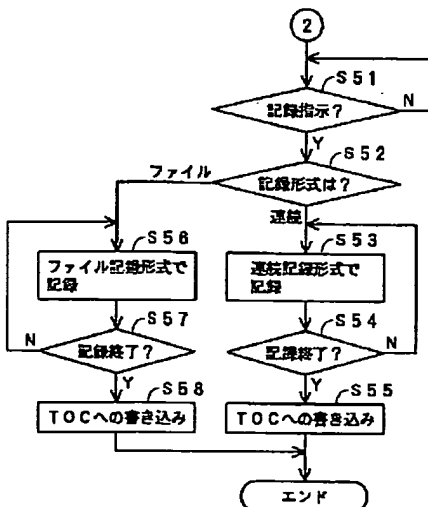 2
S51
記録指示?
N
Y
S52
ファイル
記録形式は?
連続
S56
S53
ファイル記録形式で
記録
連続記録形式で
記録
S57
S54
N
記録終了?
記録終了?
N
Y
Y
S58
S55
TOCへの書き込み
TOCへの書き込み
エンド